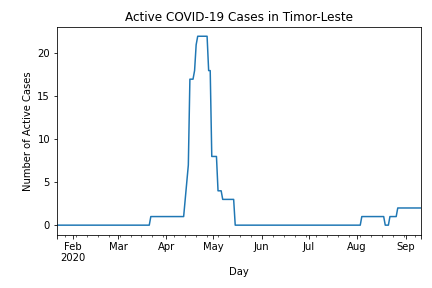 Active COVID-19 Cases in Timor-Leste
Number of Active Cases
20
15
10
5
0
Feb Mar Apr May Jun Jul Aug Sep
2020
Day